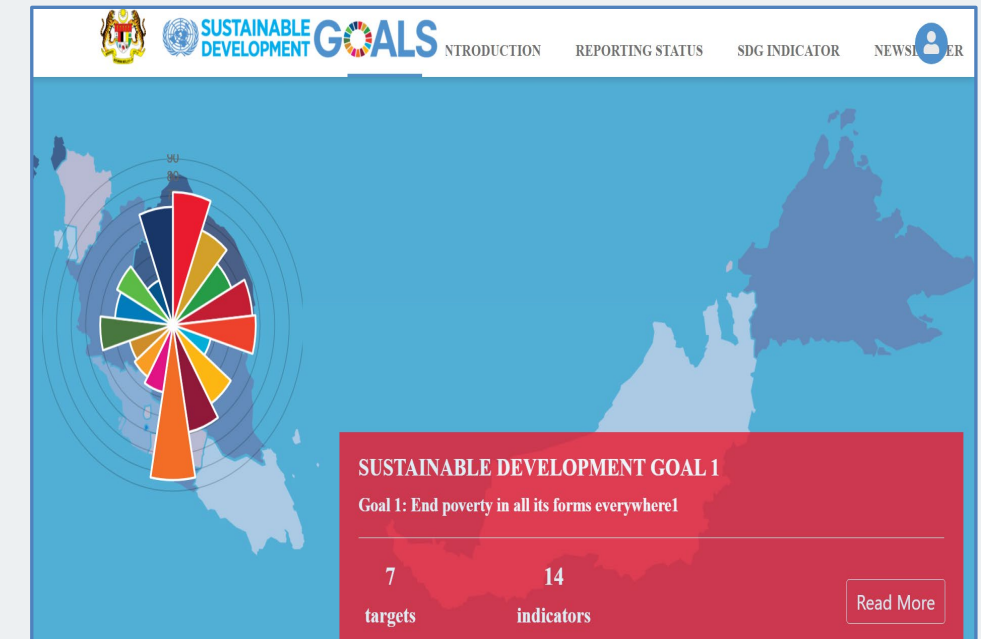 SUSTAINABLE
DEVELOPMENT
GOALS
NTRODUCTION REPORTING STATUS SDG INDICATOR
90
80
SUSTAINABLE DEVELOPMENT GOAL 1
Goal 1: End poverty in all its forms everywhere1
7 14
targets indicators
Read More